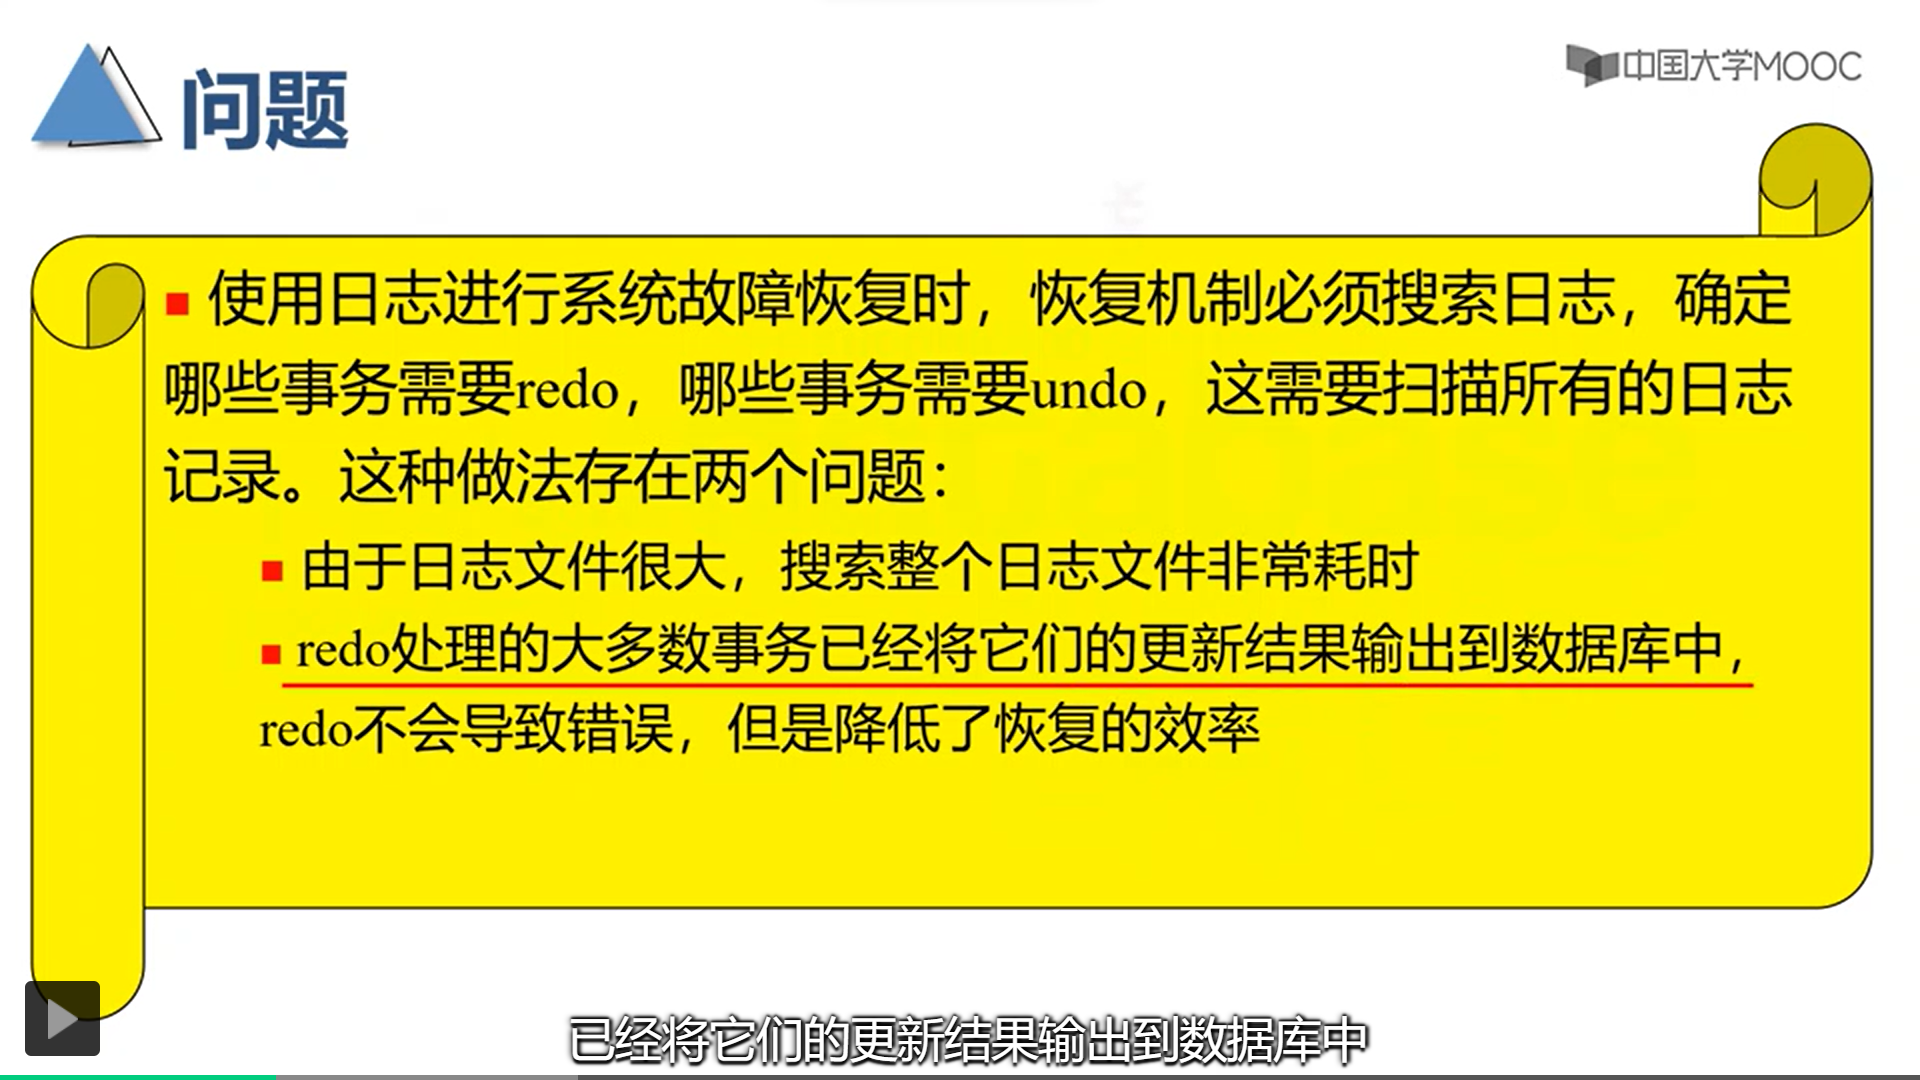 问题
中国大学MOOC
使用日志进行系统故障恢复时，恢复机制必须搜索日志，确定
哪些事务需要redo，哪些事务需要undo，这需要扫描所有的日志
记录。这种做法存在两个问题：
由于日志文件很大，搜索整个日志文件非常耗时
redo处理的大多数事务已经将它们的更新结果输出到数据库中，
redo不会导致错误，但是降低了恢复的效率
已经将它们的更新结果输出到数据库中